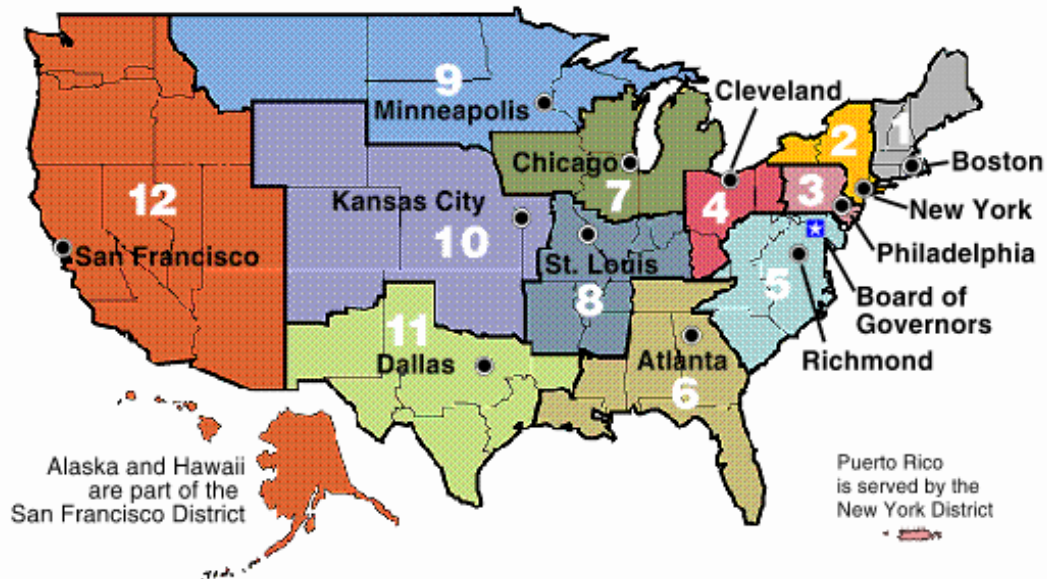 9
Minneapolis
Cleveland
2
1
Boston
Chicago
7
3
12
Kansas City
4
New York
10
San Francisco
St. Louis
Philadelphia
8
5
Board of
Governors
11
Dallas
Atlanta
6
Richmond
Alaska and Hawaii
are part of the
San Francisco District
Puerto Rico
is served by the
New York District